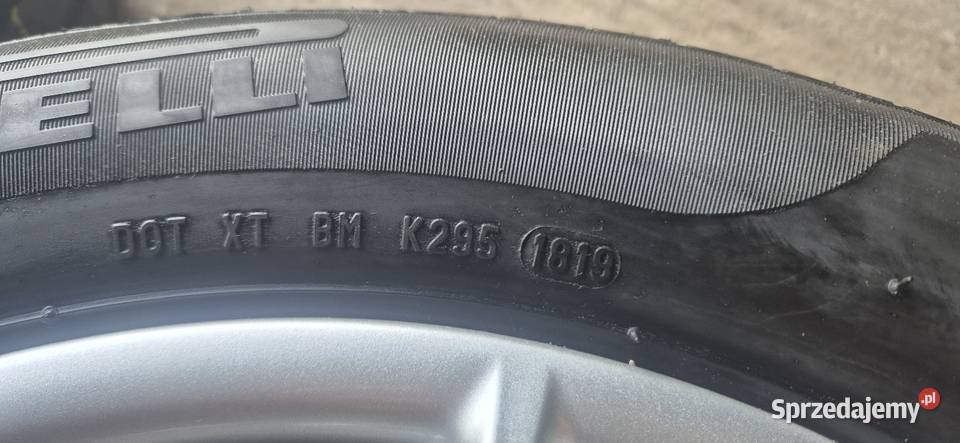 ELLI
DOT XT BM K295 1819
Sprzedajemy.pl